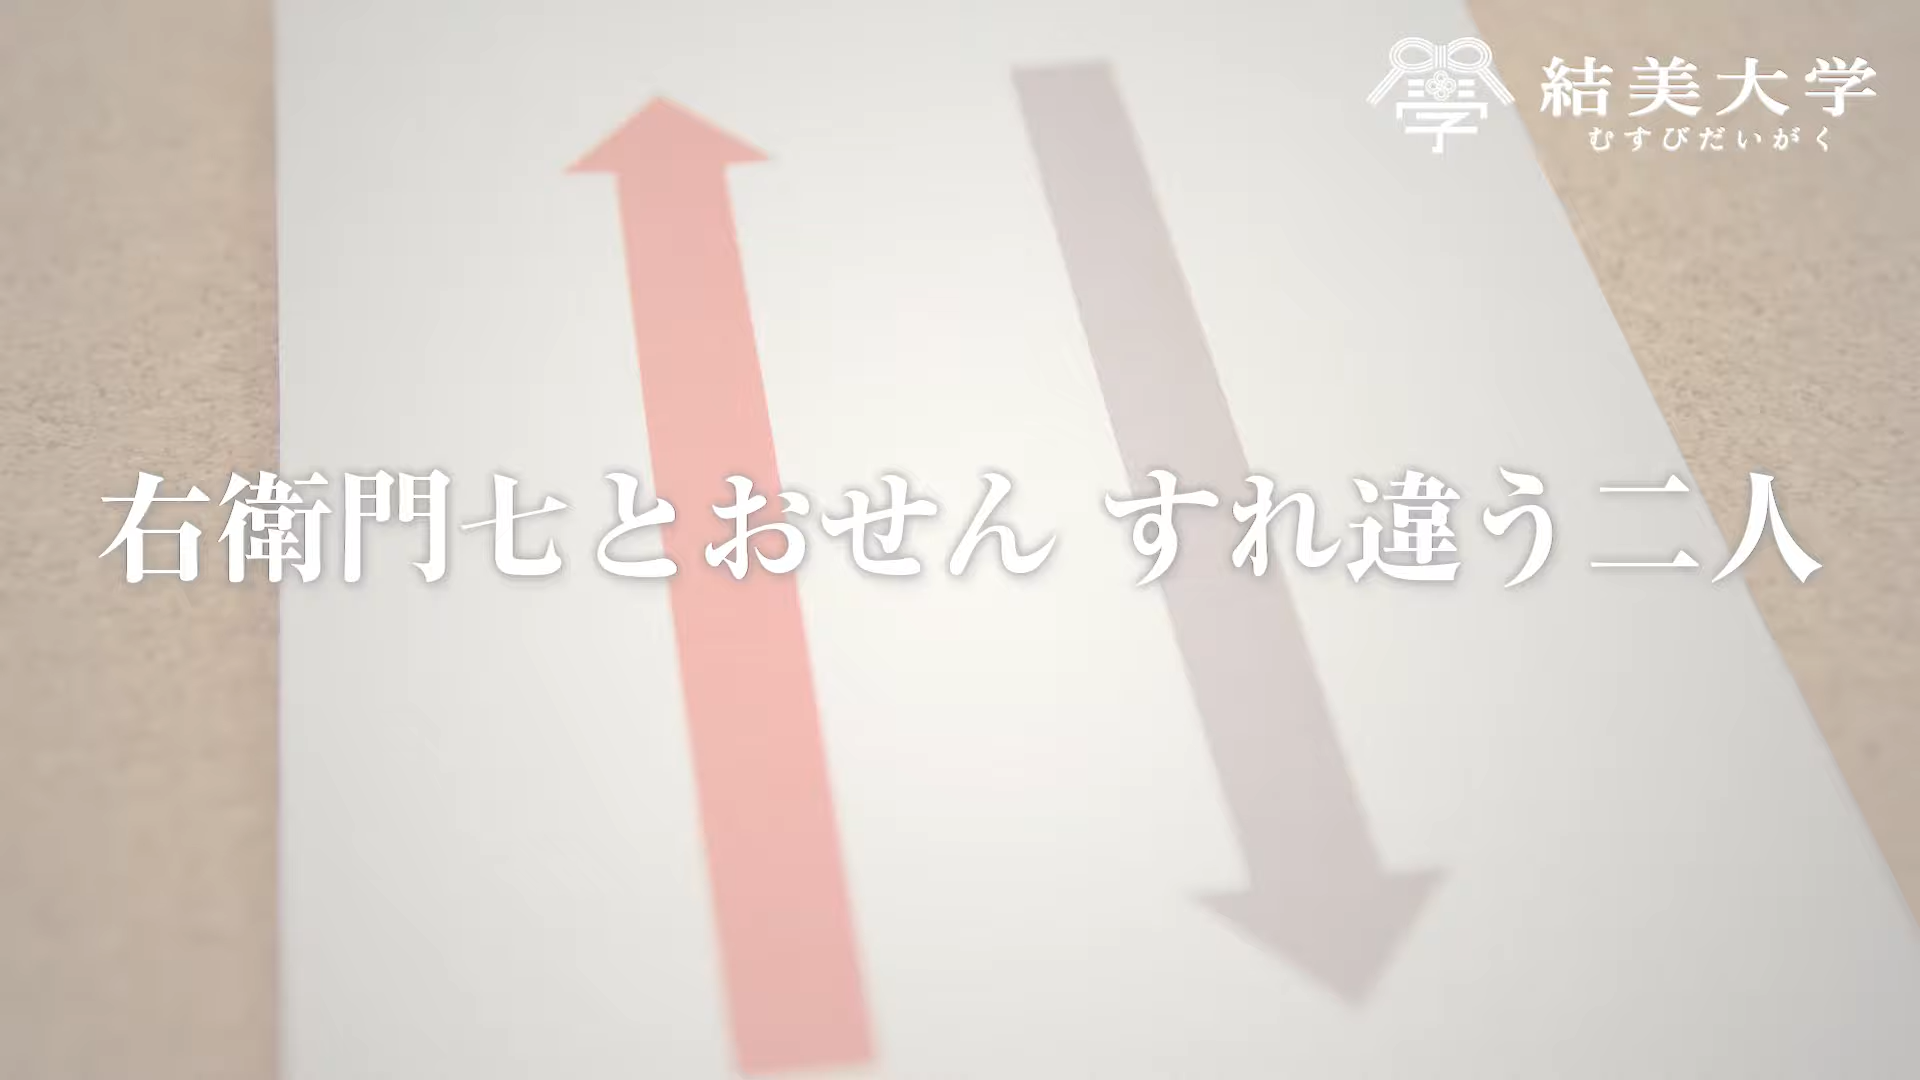 結美大学
むすびだいがく
右衛門七とおせん すれ違う二人